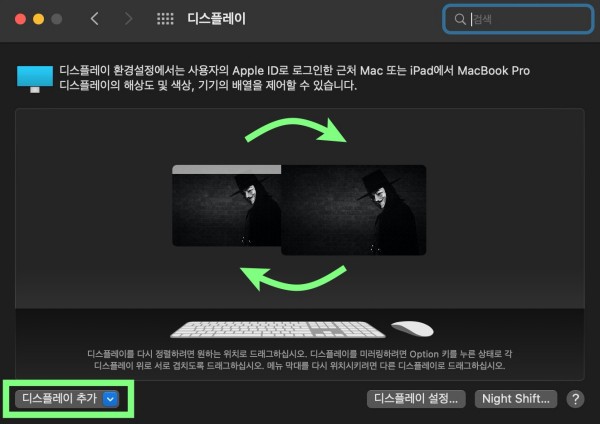 디스플레이
검색
디스플레이 환경설정에서는 사용자의 Apple ID로 로그인한 근처 Mac 또는 iPad에서 MacBook Pro
디스플레이의 해상도 및 색상, 기기의 배열을 제어할 수 있습니다.
디스플레이를 다시 정렬하려면 원하는 위치로 드래그하십시오. 디스플레이를 미러링하려면 Option 키를 누른 상태로 각
디스플레이 위로 서로 겹치도록 드래그하십시오. 메뉴 막대를 다시 위치시키려면 다른 디스플레이로 드래그하십시오.
디스플레이 추가
디스플레이 설정...
Night Shift...
?